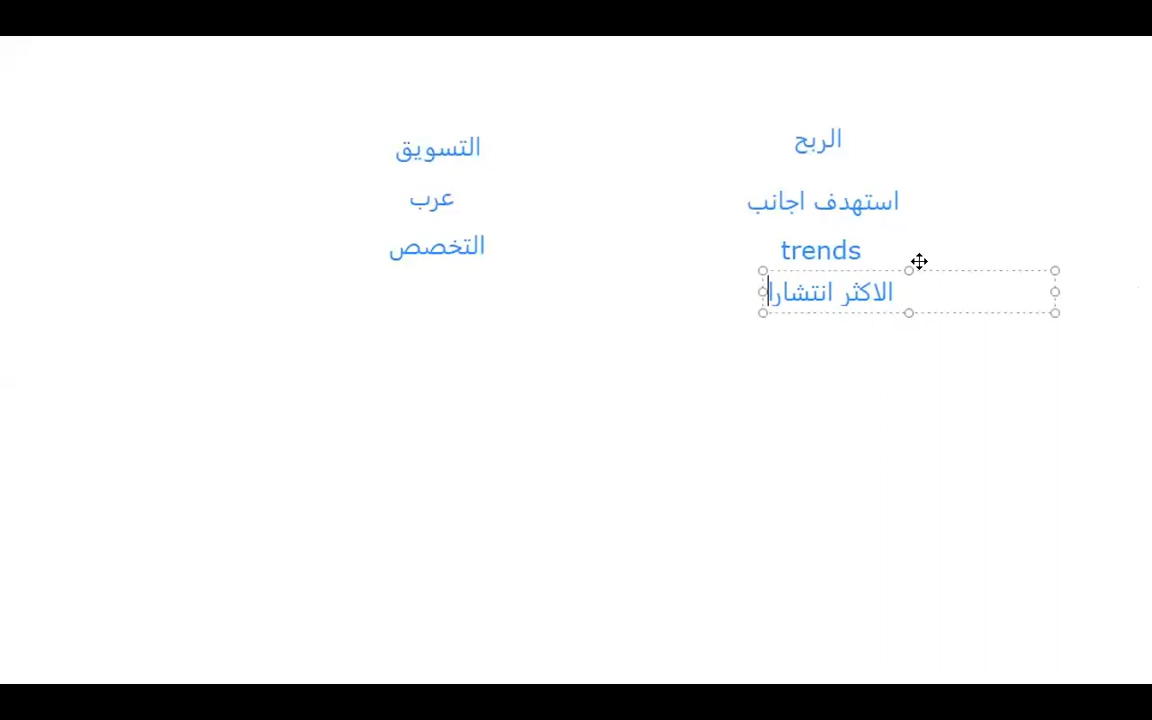 الربح
استهدف اجانب
trends
الاكثر انتشارا
التسويق
عرب
التخصص